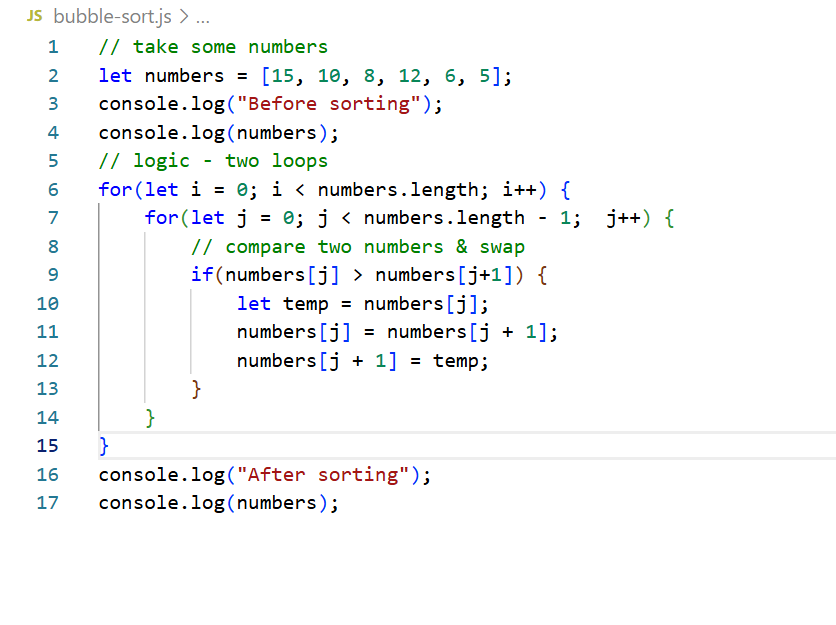 JS bubble-sort.js > ...
1 // take some numbers
2 let numbers = [15, 10, 8, 12, 6, 5];
3 console.log("Before sorting");
4 console.log(numbers);
5 // logic - two loops
6 for(let i = 0; i < numbers.length; i++) {
7     for(let j = 0; j < numbers.length - 1;  j++) {
8         // compare two numbers & swap
9         if(numbers[j] > numbers[j+1]) {
10             let temp = numbers[j];
11             numbers[j] = numbers[j + 1];
12             numbers[j + 1] = temp;
13         }
14     }
15 }
16 console.log("After sorting");
17 console.log(numbers);